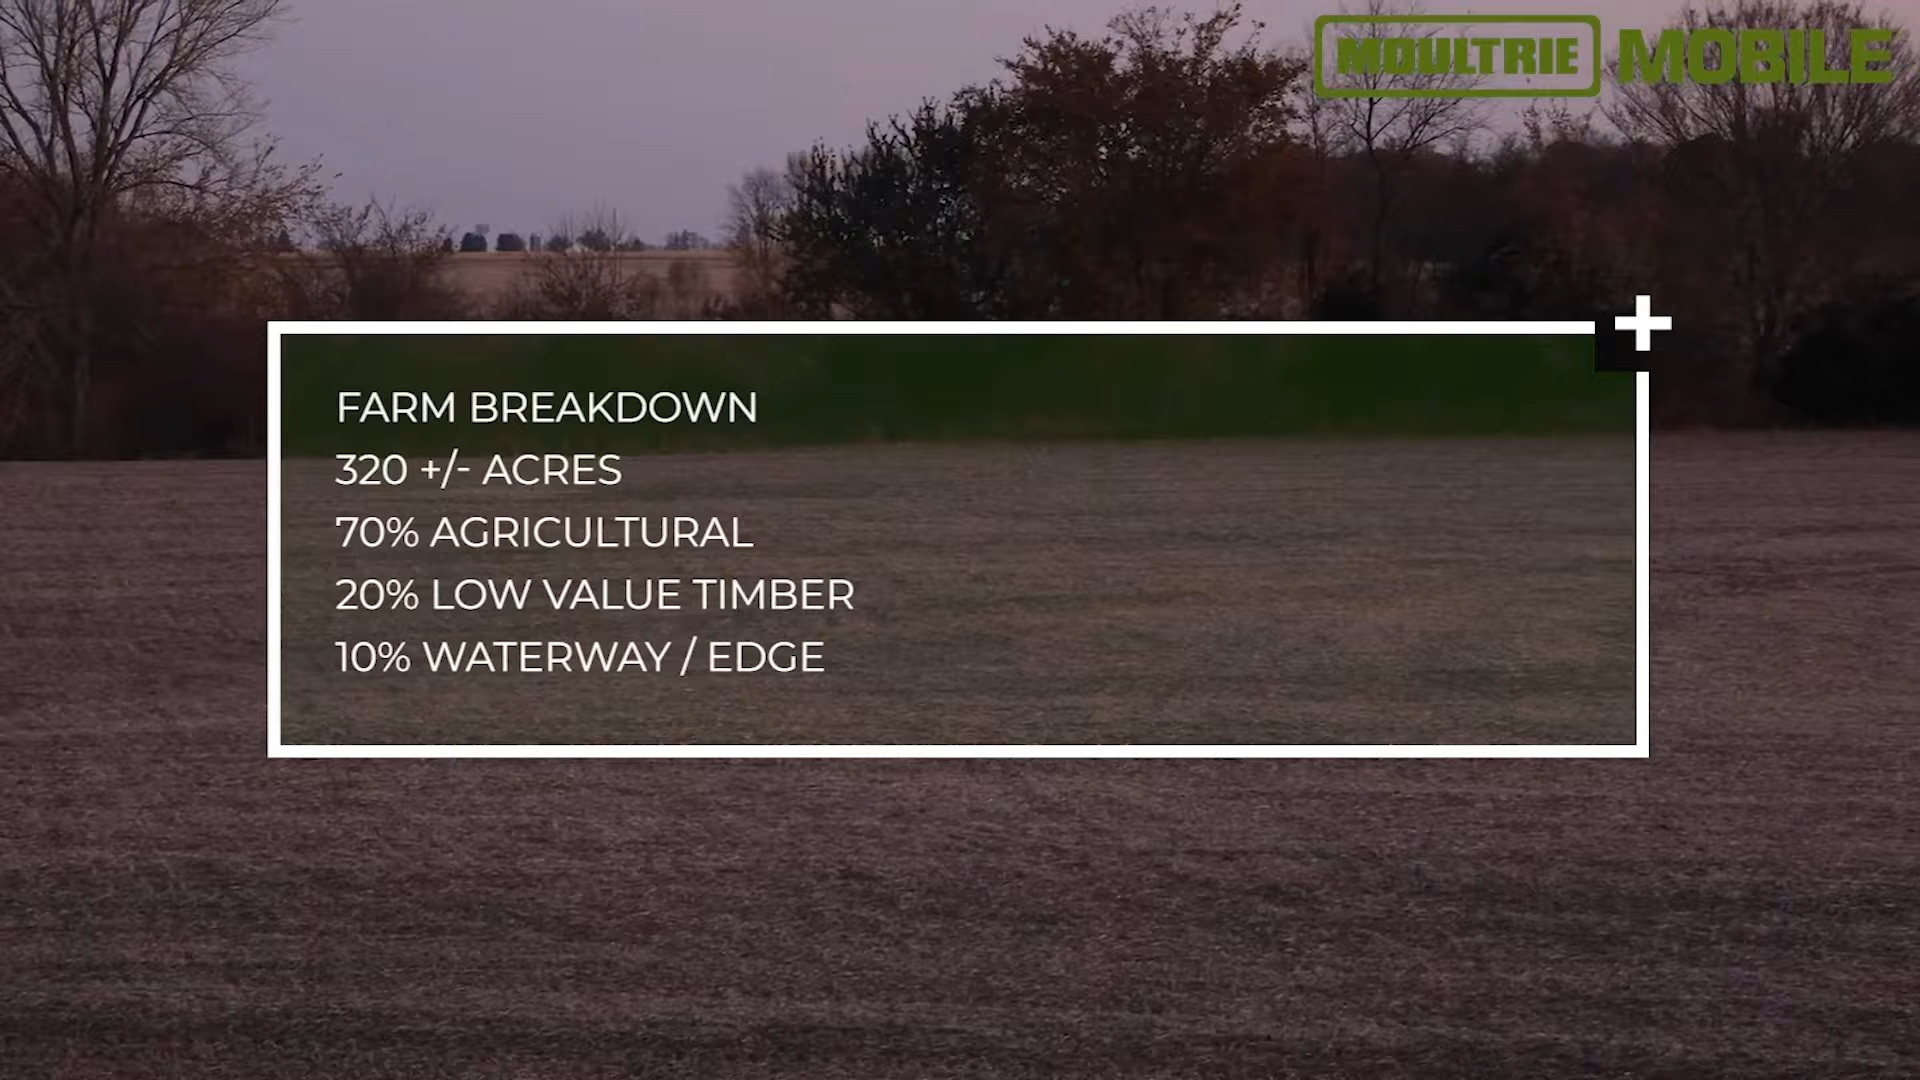 MOULTRIE MOBILE
FARM BREAKDOWN
320 +/- ACRES
70% AGRICULTURAL
20% LOW VALUE TIMBER
10% WATERWAY / EDGE